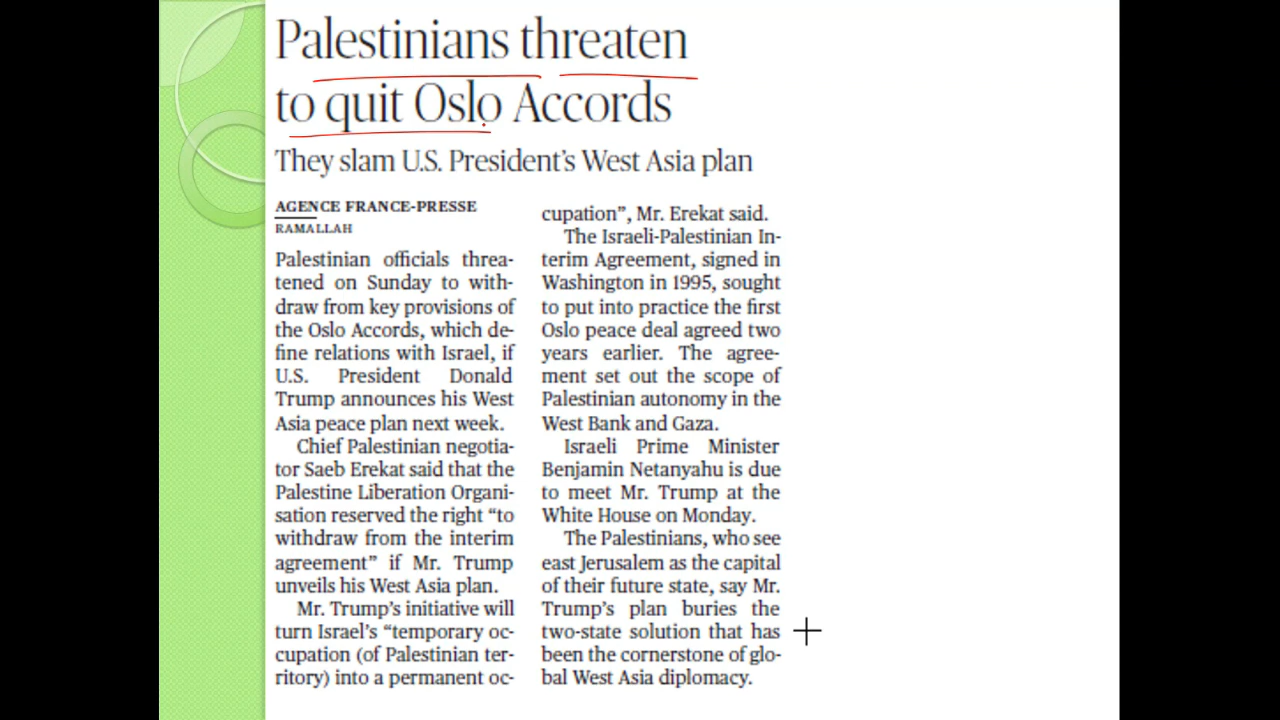 Palestinians threaten
to quit Oslo Accords
They slam U.S. President's West Asia plan
AGENCE FRANCE-PRESSE
RAMALLAH
Palestinian officials threa-
tened on Sunday to with-
draw from key provisions of
the Oslo Accords, which de-
fine relations with Israel, if
U.S. President Donald
Trump announces his West
Asia peace plan next week.
Chief Palestinian negotia-
tor Saeb Erekat said that the
Palestine Liberation Organi-
sation reserved the right “to
withdraw from the interim
agreement” if Mr. Trump
unveils his West Asia plan.
Mr. Trump's initiative will
turn Israel's “temporary oc-
cupation (of Palestinian ter-
ritory) into a permanent oc-
cupation”, Mr. Erekat said.
The Israeli-Palestinian In-
terim Agreement, signed in
Washington in 1995, sought
to put into practice the first
Oslo peace deal agreed two
years earlier. The agree-
ment set out the scope of
Palestinian autonomy in the
West Bank and Gaza.
Israeli Prime Minister
Benjamin Netanyahu is due
to meet Mr. Trump at the
White House on Monday.
The Palestinians, who see
east Jerusalem as the capital
of their future state, say Mr.
Trump's plan buries the
two-state solution that has
been the cornerstone of glo-
bal West Asia diplomacy.